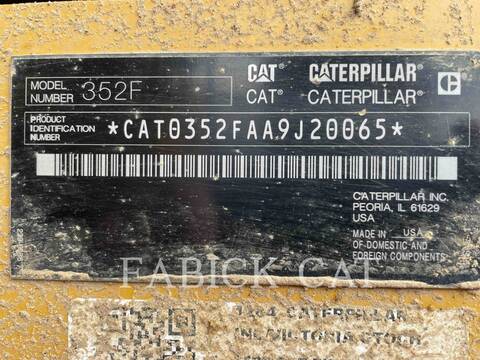 MODEL NUMBER 352F
CAT CATERPILLAR
CAT® CATERPILLAR®
PRODUCT IDENTIFICATION NUMBER *CAT0352FAA9J20065*
CATERPILLAR INC.
PEORIA, IL 61629
USA
MADE IN USA
OF DOMESTIC AND
FOREIGN COMPONENTS
FABICK CAT
CATERPILLAR